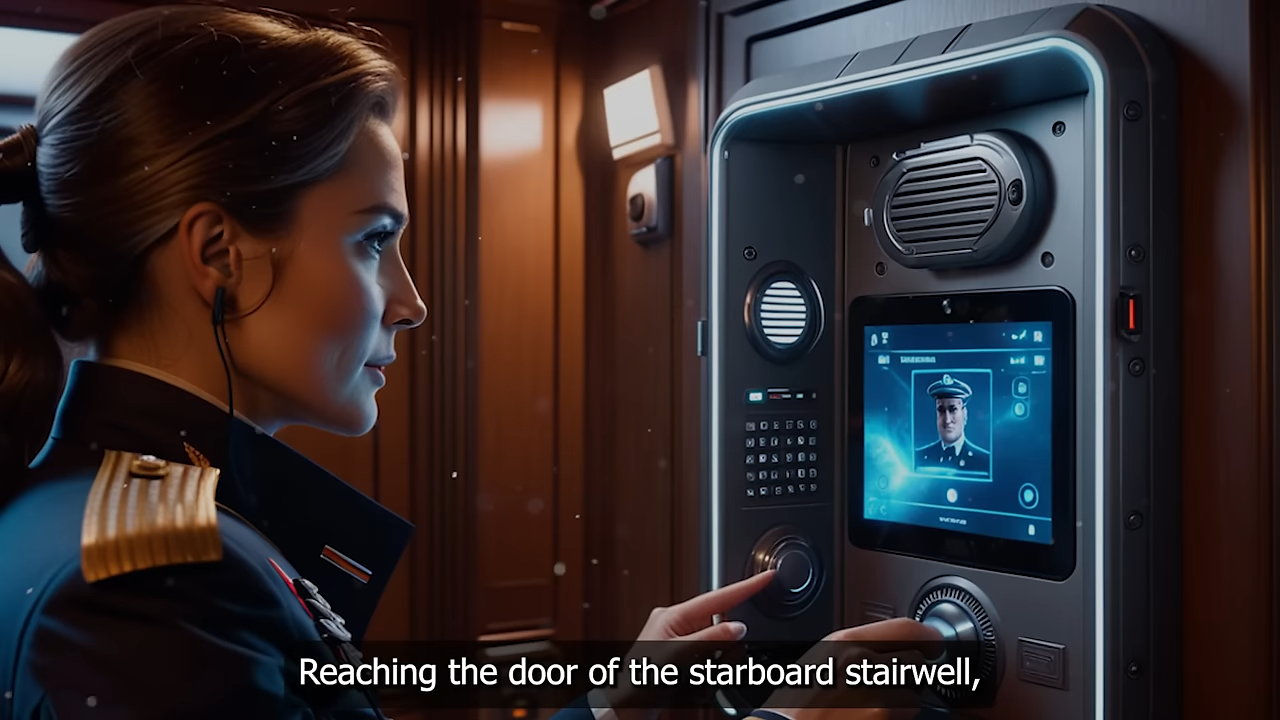 Reaching the door of the starboard stairwell,